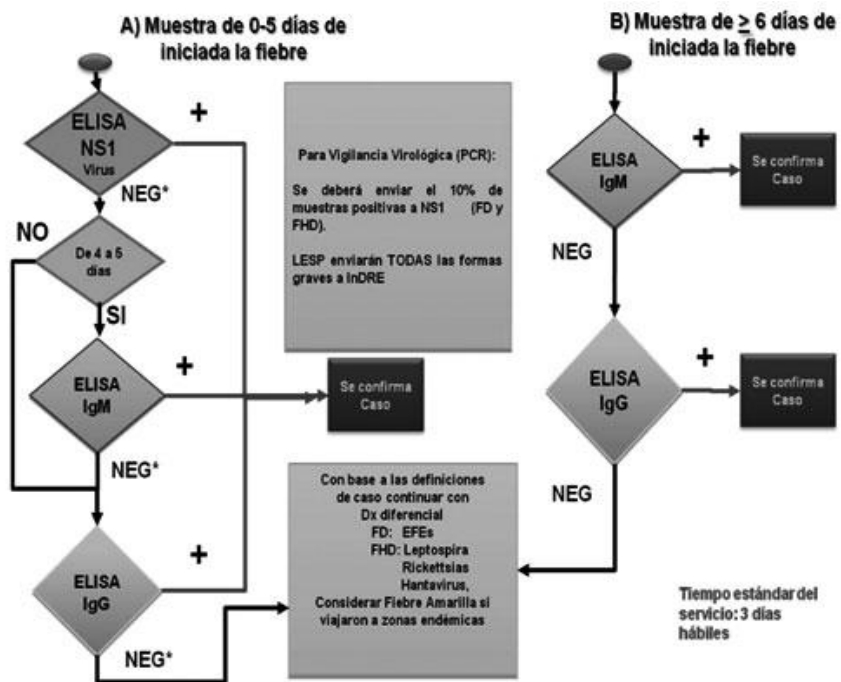 A) Muestra de 0-5 días de
iniciada la fiebre
ELISA
NS1
Virus
+
NEG*
NO
De 4 a 5
días
SI
ELISA
IgM
+
NEG*
ELISA
IgG
+
NEG*
Para Vigilancia Virológica (PCR):
Se deberá enviar el 10% de
muestras positivas a NS1 (FD y
FHD).
LESP enviarán TODAS las formas
graves a InDRE
Se confirma
Caso
Con base a las definiciones
de caso continuar con
Dx diferencial
FD: EFEs
FHD: Leptospira
Rickettsias
Hantavirus,
Considerar Fiebre Amarilla si
viajaron a zonas endémicas
B) Muestra de ≥ 6 días de
iniciada la fiebre
ELISA
IgM
+
Se confirma
Caso
NEG
ELISA
IgG
+
Se confirma
Caso
NEG
Tiempo estándar del
servicio: 3 días
hábiles